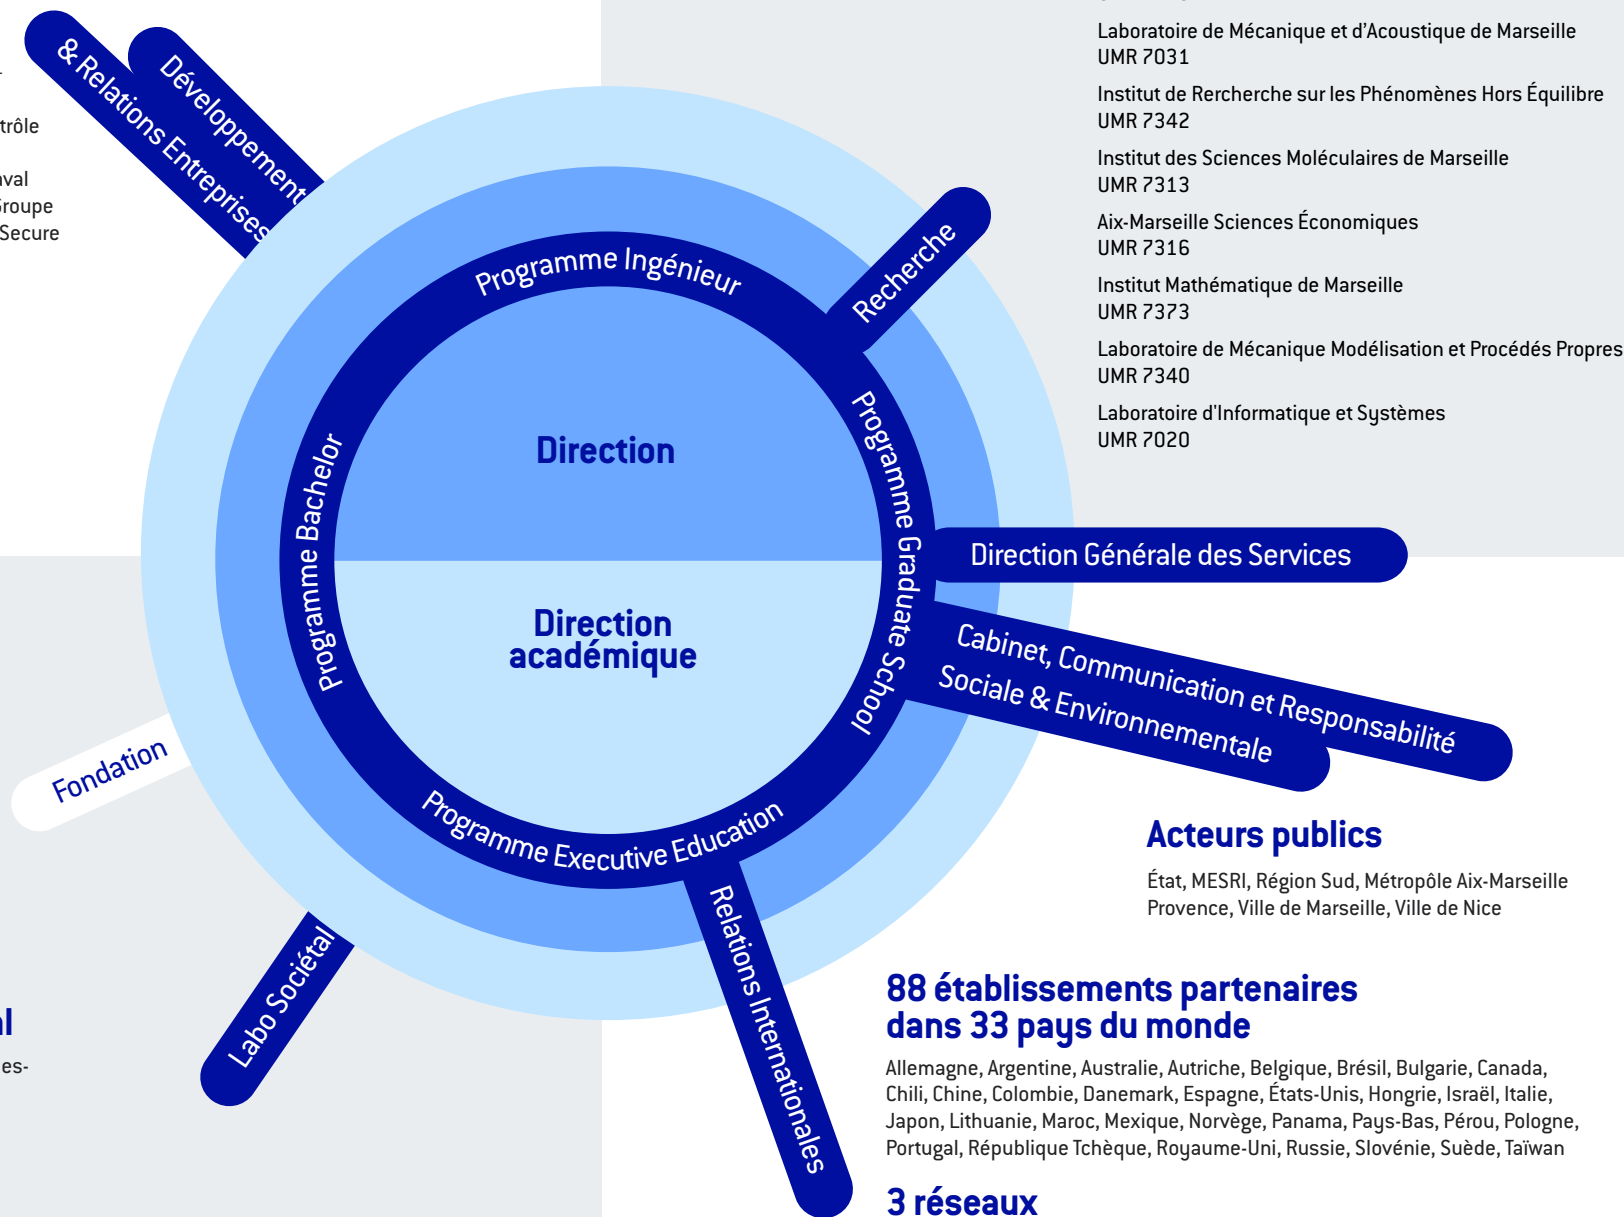 Laboratoire de Mécanique et d’Acoustique de Marseille
UMR 7031
Institut de Rercherche sur les Phénomènes Hors Équilibre
UMR 7342
Institut des Sciences Moléculaires de Marseille
UMR 7313
Aix-Marseille Sciences Économiques
UMR 7316
Institut Mathématique de Marseille
UMR 7373
Laboratoire de Mécanique Modélisation et Procédés Propres
UMR 7340
Laboratoire d'Informatique et Systèmes
UMR 7020
Développement
& Relations Entreprises
trôle
aval
Groupe
Secure
Programme Ingénieur
Recherche
Programme Bachelor
Programme Graduate School
Direction
Direction
académique
Direction Générale des Services
Cabinet, Communication et Responsabilité
Sociale & Environnementale
Fondation
Programme Executive Education
Labo Sociétal
Relations Internationales
al
es-
Acteurs publics
État, MESRI, Région Sud, Métropôle Aix-Marseille
Provence, Ville de Marseille, Ville de Nice
88 établissements partenaires
dans 33 pays du monde
Allemagne, Argentine, Australie, Autriche, Belgique, Brésil, Bulgarie, Canada,
Chili, Chine, Colombie, Danemark, Espagne, États-Unis, Hongrie, Israël, Italie,
Japon, Lithuanie, Maroc, Mexique, Norvège, Panama, Pays-Bas, Pérou, Pologne,
Portugal, République Tchèque, Royaume-Uni, Russie, Slovénie, Suède, Taïwan
3 réseaux